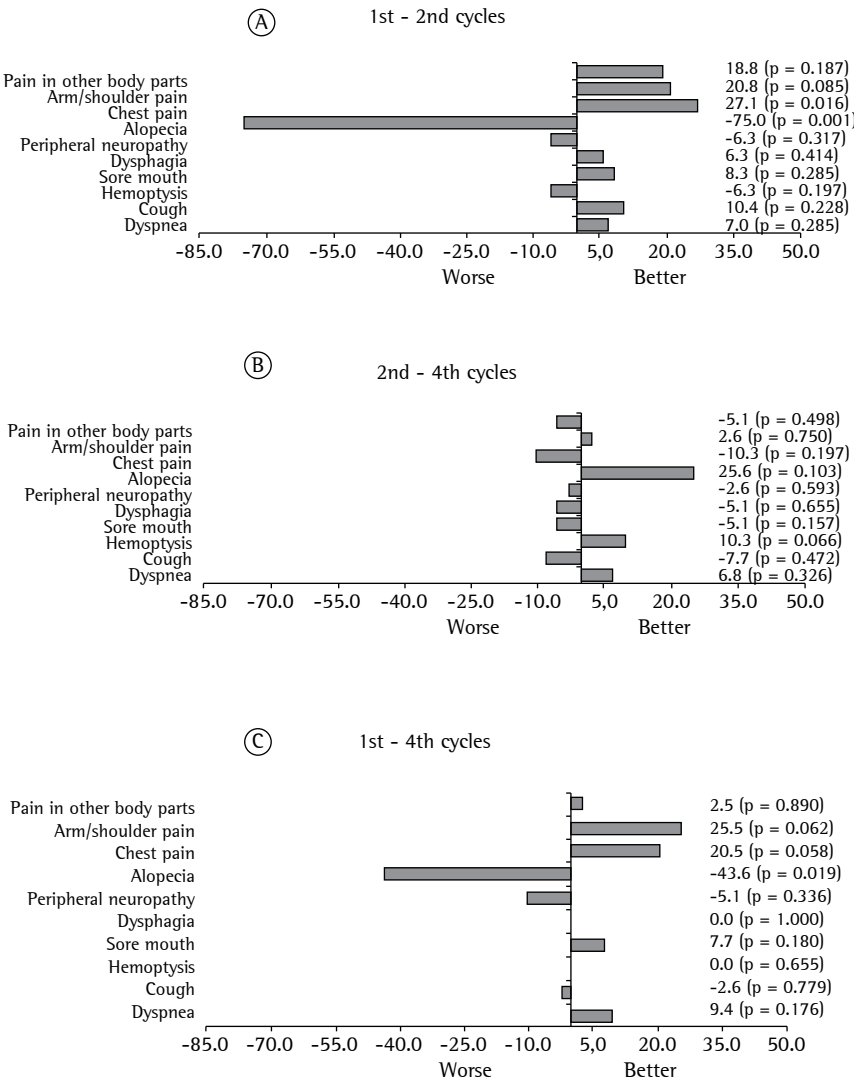 A
1st - 2nd cycles
18.8 (p = 0.187)
Pain in other body parts
20.8 (p = 0.085)
Arm/shoulder pain
27.1 (p = 0.016)
Chest pain
-75.0 (p = 0.001)
Alopecia
-6.3 (p = 0.317)
Peripheral neuropathy
6.3 (p = 0.414)
Dysphagia
8.3 (p = 0.285)
Sore mouth
-6.3 (p = 0.197)
Hemoptysis
10.4 (p = 0.228)
Cough
7.0 (p = 0.285)
Dyspnea
-85.0 -70.0 -55.0 -40.0 -25.0 -10.0 5,0 20.0 35.0 50.0
Worse Better
B
2nd - 4th cycles
-5.1 (p = 0.498)
Pain in other body parts
2.6 (p = 0.750)
Arm/shoulder pain
-10.3 (p = 0.197)
Chest pain
25.6 (p = 0.103)
Alopecia
-2.6 (p = 0.593)
Peripheral neuropathy
-5.1 (p = 0.655)
Dysphagia
-5.1 (p = 0.157)
Sore mouth
10.3 (p = 0.066)
Hemoptysis
-7.7 (p = 0.472)
Cough
6.8 (p = 0.326)
Dyspnea
-85.0 -70.0 -55.0 -40.0 -25.0 -10.0 5,0 20.0 35.0 50.0
Worse Better
C
1st - 4th cycles
Pain in other body parts 2.5 (p = 0.890)
Arm/shoulder pain 25.5 (p = 0.062)
Chest pain 20.5 (p = 0.058)
Alopecia -43.6 (p = 0.019)
Peripheral neuropathy -5.1 (p = 0.336)
Dysphagia 0.0 (p = 1.000)
Sore mouth 7.7 (p = 0.180)
Hemoptysis 0.0 (p = 0.655)
Cough -2.6 (p = 0.779)
Dyspnea 9.4 (p = 0.176)
-85.0 -70.0 -55.0 -40.0 -25.0 -10.0 5,0 20.0 35.0 50.0
Worse Better